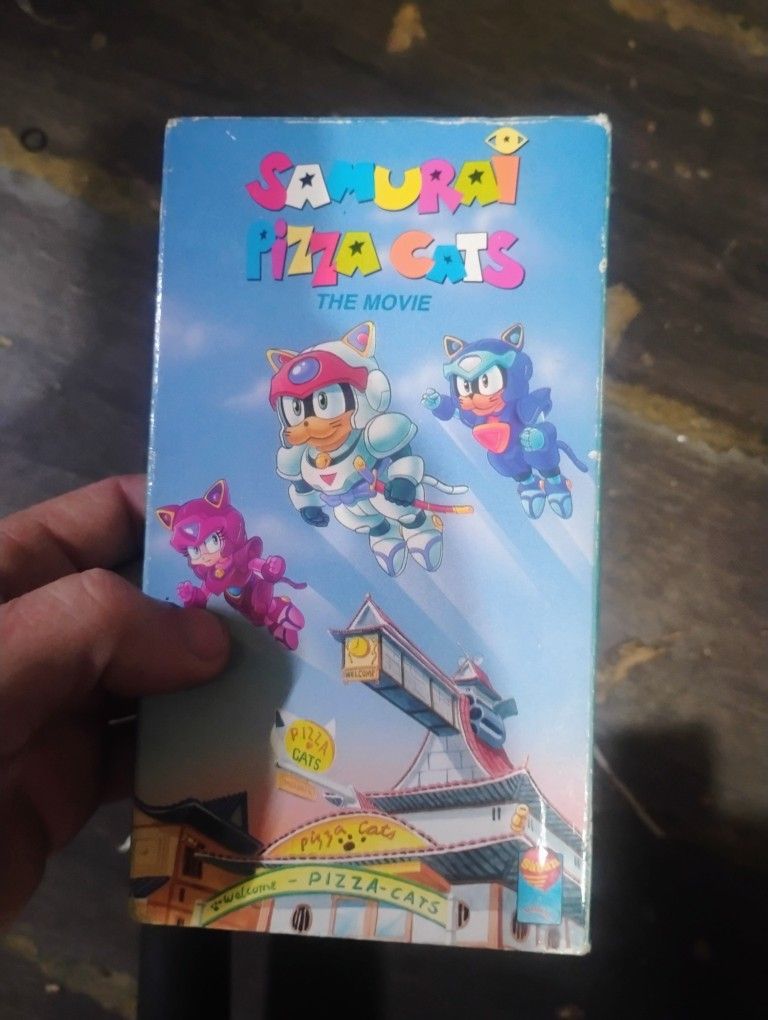 SAMURAI
PIZZA CATS
THE MOVIE
WELCOME
PIZZA
CATS
Pizza Cats
Welcome - PIZZA-CATS